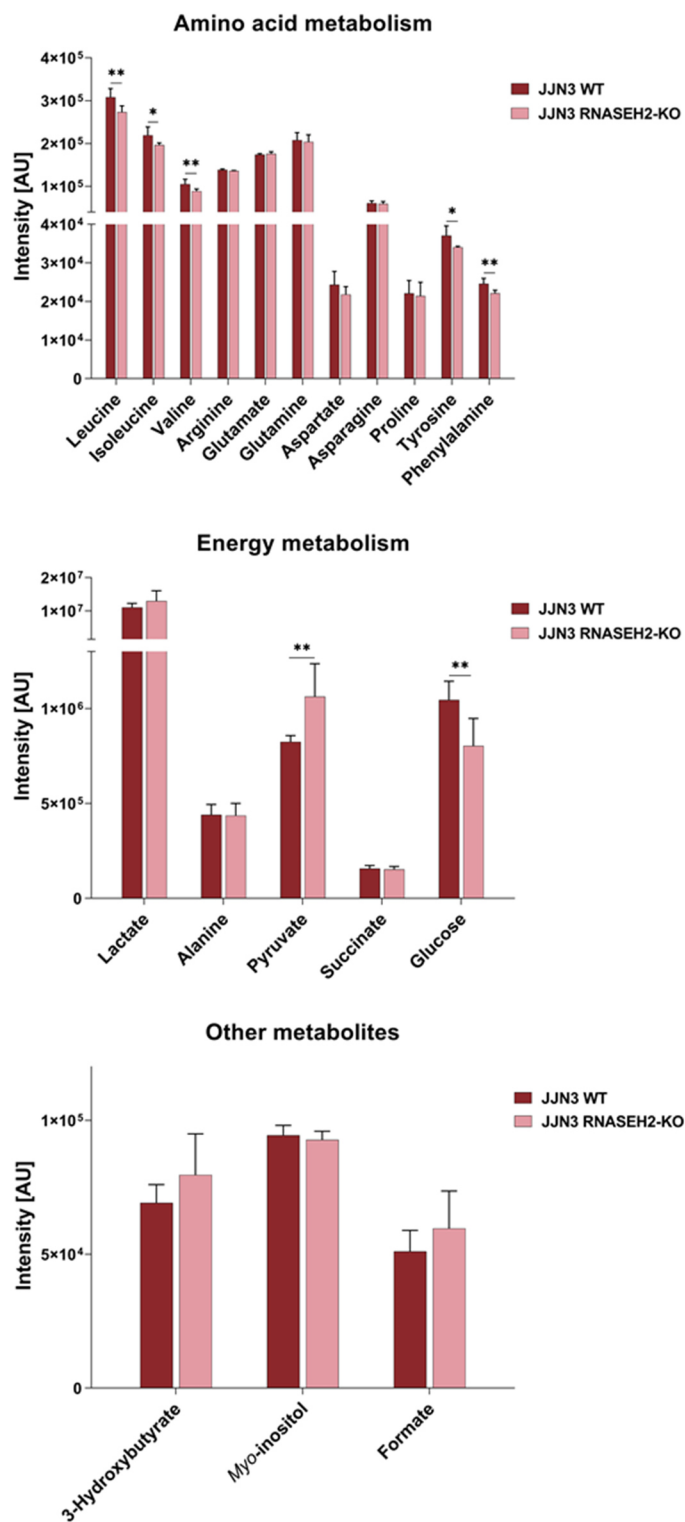 Amino acid metabolism
4×10⁵
3×10⁵
2×10⁵
1×10⁵
4×10⁴
3×10⁴
2×10⁴
1×10⁴
0
Intensity [AU]
** * ** * **
JJN3 WT
JJN3 RNASEH2-KO
Leucine
Isoleucine
Valine
Arginine
Glutamate
Glutamine
Aspartate
Asparagine
Proline
Tyrosine
Phenylalanine
Energy metabolism
2×10⁷
1×10⁷
1×10⁶
5×10⁵
0
Intensity [AU]
** **
JJN3 WT
JJN3 RNASEH2-KO
Lactate
Alanine
Pyruvate
Succinate
Glucose
Other metabolites
1×10⁵
5×10⁴
0
Intensity [AU]
JJN3 WT
JJN3 RNASEH2-KO
3-Hydroxybutyrate
Myo-inositol
Formate